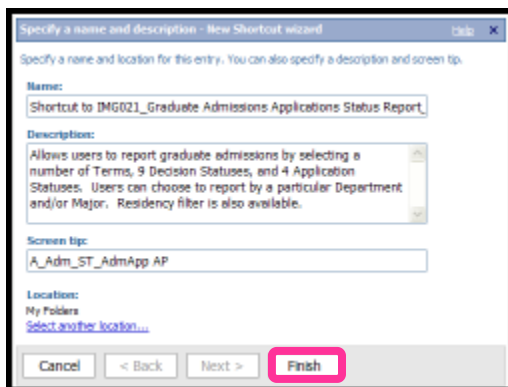 Specify a name and description - New Shortcut wizard Help X
Specify a name and location for this entry. You can also specify a description and screen tip.
Name:
Shortcut to IMG021_Graduate Admissions Applications Status Report_
Description:
Allows users to report graduate admissions by selecting a
number of Terms, 9 Decision Statuses, and 4 Application
Statuses. Users can choose to report by a particular Department
and/or Major. Residency filter is also available.
Screen tip:
A_Adm_ST_AdmApp AP
Location:
My Folders
Select another location...
Cancel < Back Next > Finish